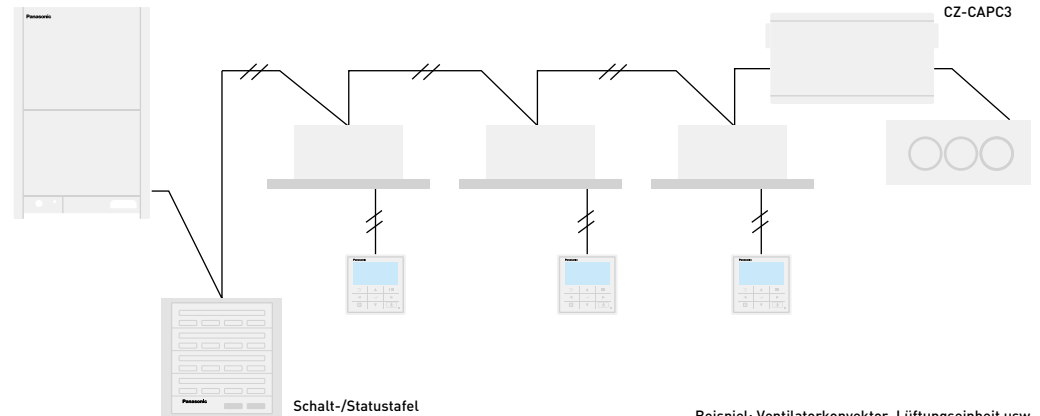 Panasonic
CZ-CAPC3
Panasonic
Panasonic
Panasonic
Panasonic
Schalt-/Statustafel
Beispiel: Ventilatorkonvektor, Lüftungseinheit usw.